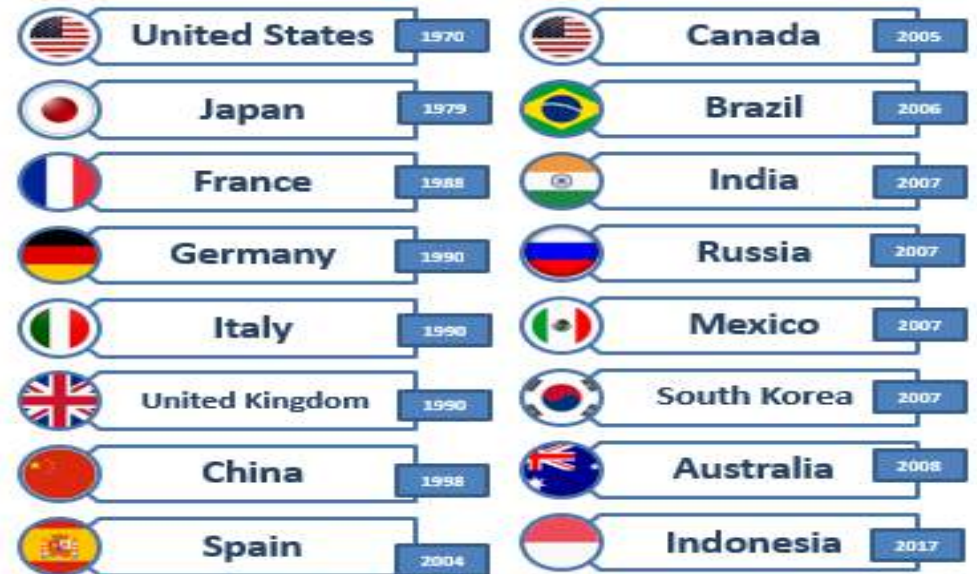 United States 1970
Japan 1979
France 1988
Germany 1990
Italy 1990
United Kingdom 1990
China 1998
Spain 2004
Canada 2005
Brazil 2006
India 2007
Russia 2007
Mexico 2007
South Korea 2007
Australia 2008
Indonesia 2017